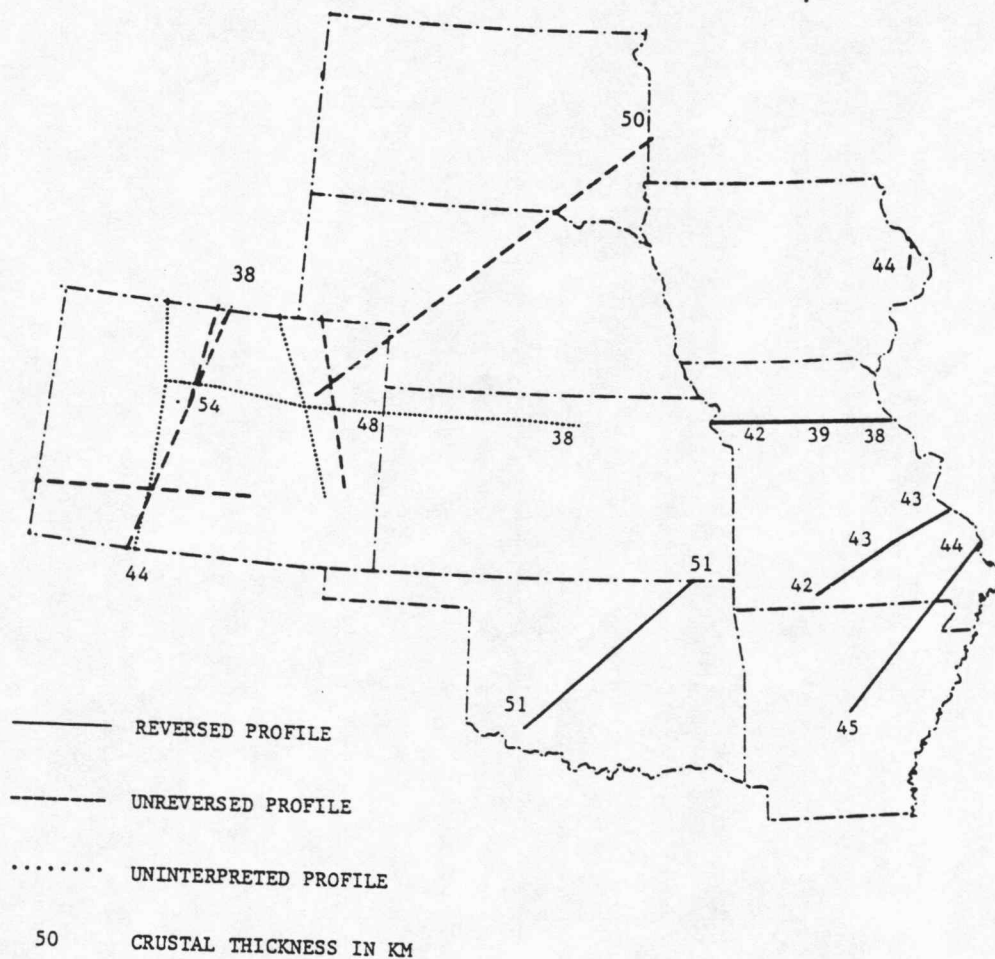 50
44
38
54
48
38
42 39 38
43
43
44
42
44
51
51
45
REVERSED PROFILE
UNREVERSED PROFILE
UNINTERPRETED PROFILE
50 CRUSTAL THICKNESS IN KM